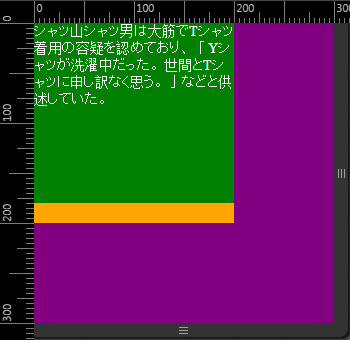 0 100 200 300
0
100
200
300
シャツ山シャツ男は大筋でTシャツ
着用の容疑を認めており、「Yシ
ャツが洗濯中だった。世間とTシ
ャツに申し訳なく思う。」などと供
述していた。